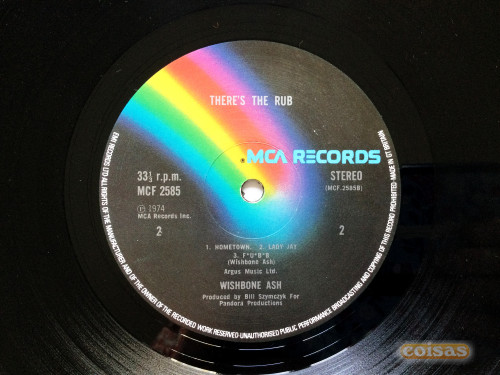 THERE'S THE RUB
.MCA RECORDS
33⅓ r.p.m.
MCF 2585
STEREO
(MCF.2585B)
℗ 1974
MCA Records Inc.
2
2
1. HOMETOWN. 2. LADY JAY
3. F*U*B*B
(Wishbone Ash)
Argus Music Ltd.
WISHBONE ASH
Produced by Bill Szymczyk For
Pandora Productions
EMI RECORDS LTD ALL RIGHTS OF THE MANUFACTURER AND OF THE OWNER OF THE RECORDED WORK RESERVED·UNAUTHORISED PUBLIC PERFORMANCE BROADCASTING AND COPYING OF THIS RECORD PROHIBITED·MADE IN GT BRITAIN
coisas